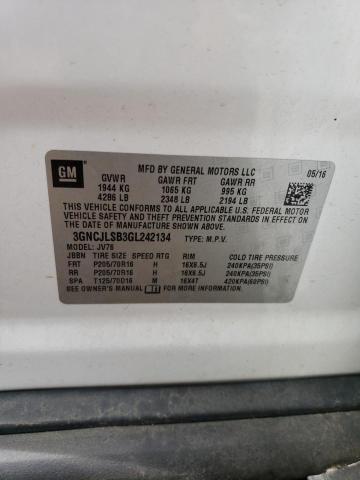 GM
MFD BY GENERAL MOTORS LLC
05/16
GVWR GAWR FRT GAWR RR
1944 KG 1065 KG 995 KG
4286 LB 2348 LB 2194 LB
THIS VEHICLE CONFORMS TO ALL APPLICABLE U.S. FEDERAL MOTOR
VEHICLE SAFETY AND THEFT PREVENTION STANDARDS IN EFFECT ON
THE DATE OF MANUFACTURE SHOWN ABOVE.
3GNCJLSB3GL242134 TYPE: M.P.V.
MODEL: JV76
JBBN TIRE SIZE SPEED RTG RIM COLD TIRE PRESSURE
FRT P205/70R16 H 16X6.5J 240KPA(35PSI)
RR P205/70R16 H 16X6.5J 240KPA(35PSI)
SPA T125/70D16 M 16X4T 420KPA(60PSI)
SEE OWNER'S MANUAL FOR MORE INFORMATION.